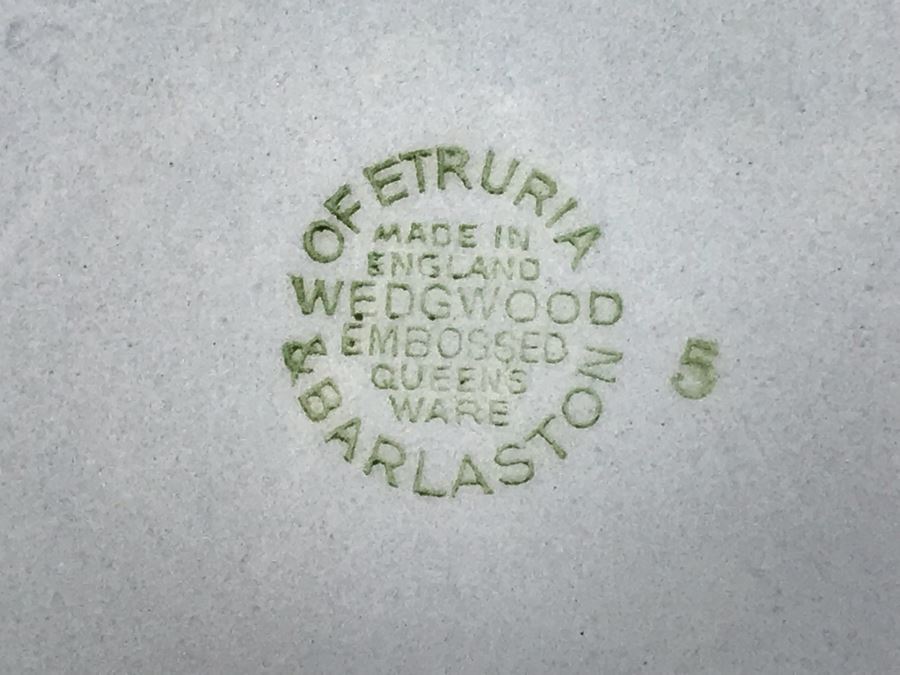 OF ETRURIA
MADE IN
ENGLAND
WEDGWOOD
EMBOSSED
QUEENS
WARE
& BARLASTON
5